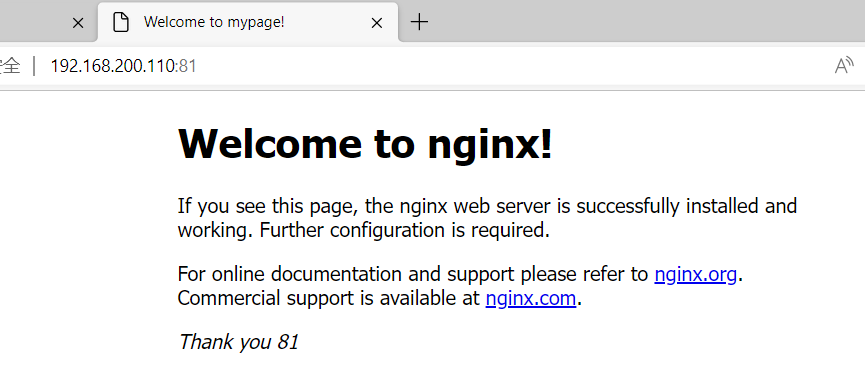 Welcome to mypage!
全 | 192.168.200.110:81
Welcome to nginx!
If you see this page, the nginx web server is successfully installed and
working. Further configuration is required.
For online documentation and support please refer to nginx.org.
Commercial support is available at nginx.com.
Thank you 81